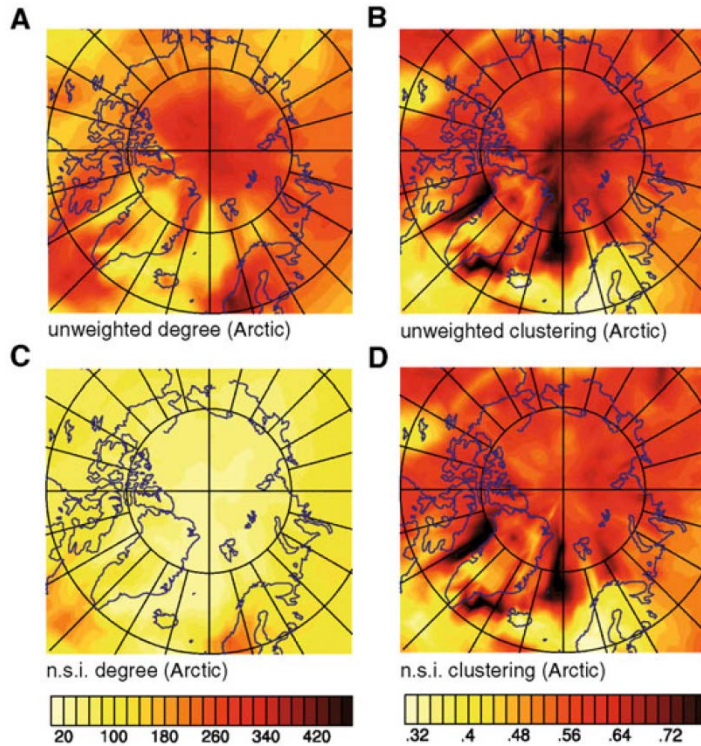 A
B
unweighted degree (Arctic)
unweighted clustering (Arctic)
C
D
n.s.i. degree (Arctic)
n.s.i. clustering (Arctic)
20 100 180 260 340 420
.32 .4 .48 .56 .64 .72